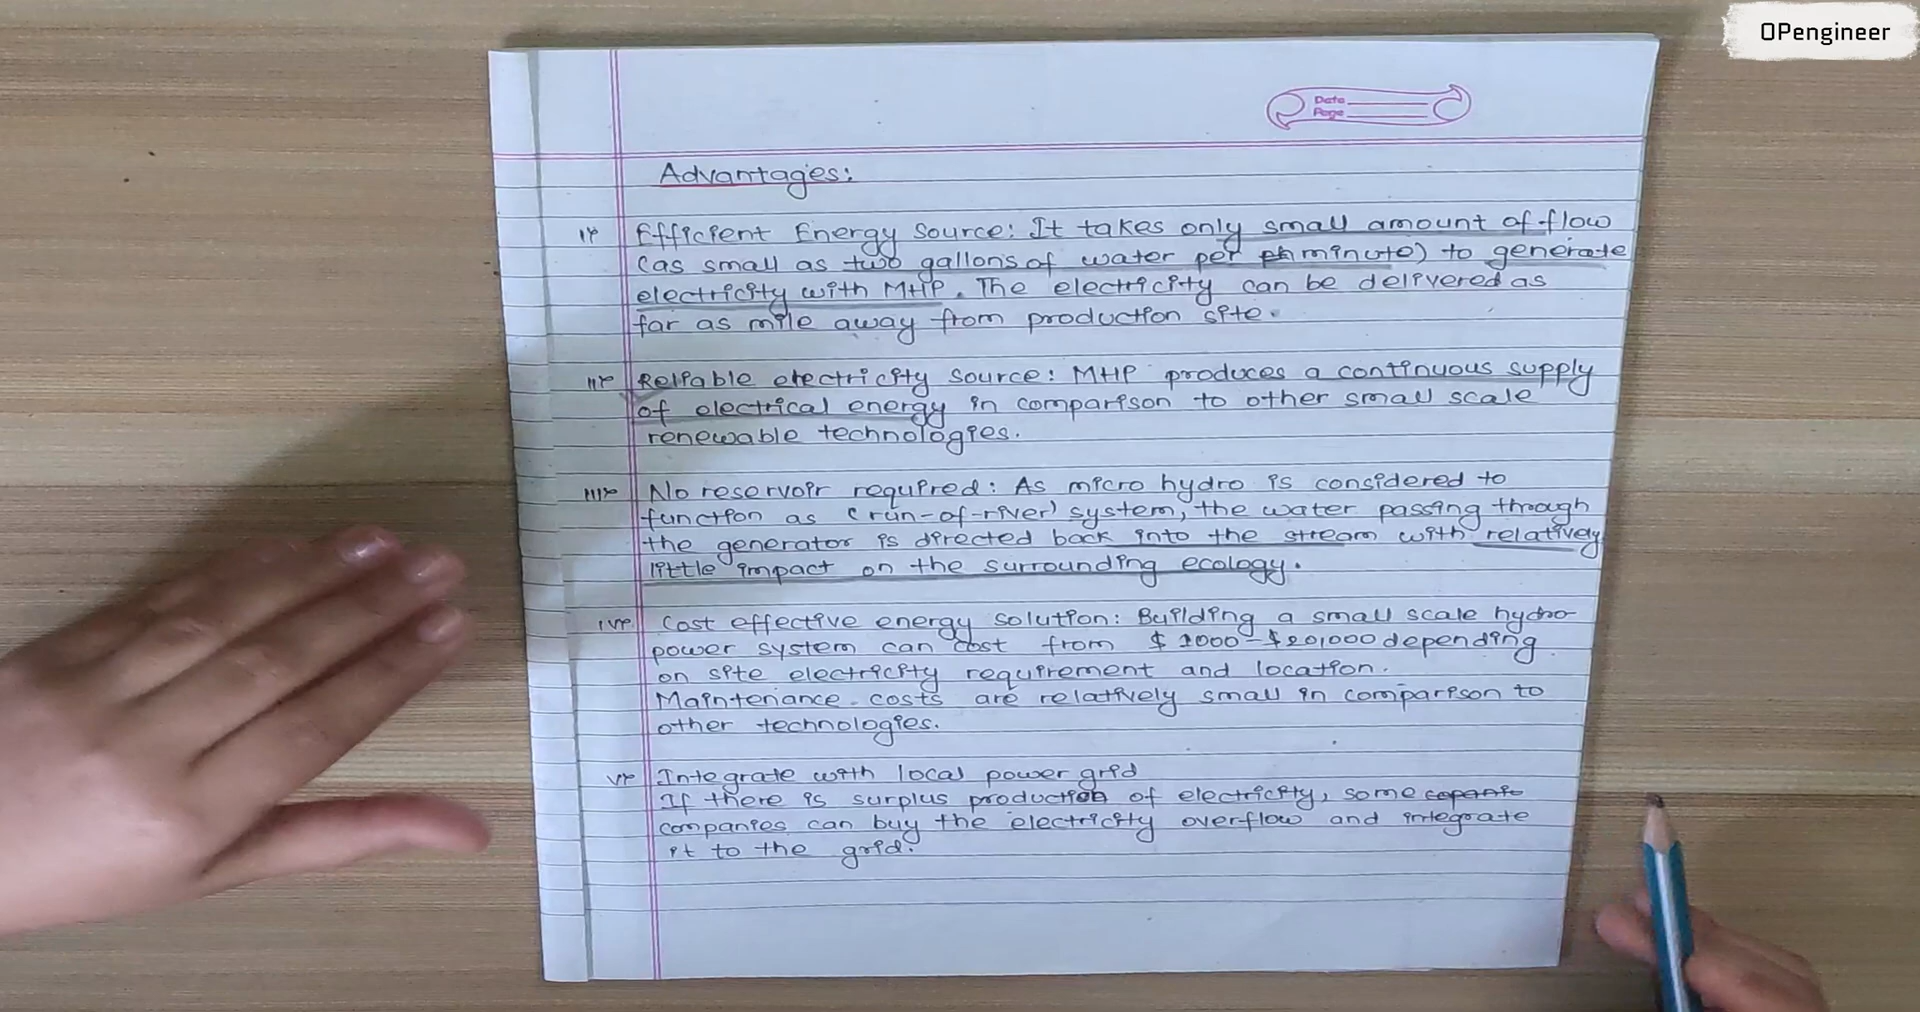 OPengineer
Date
Page
Advantages:
i) Efficient Energy Source: It takes only small amount of flow
(as small as two gallons of water per minute) to generate
electricity with MHP. The electricity can be delivered as
far as mile away from production site.
ii) Reliable electricity source: MHP produces a continuous supply
of electrical energy in comparison to other small scale
renewable technologies.
iii) No reservoir required: As micro hydro is considered to
function as (run-of-river) system, the water passing through
the generator is directed back into the stream with relatively
little impact on the surrounding ecology.
iv) Cost effective energy solution: Building a small scale hydro
power system can cost from $ 1000 - $ 20,000 depending
on site electricity requirement and location.
Maintenance costs are relatively small in comparison to
other technologies.
v) Integrate with local power grid
If there is surplus production of electricity, some
companies can buy the electricity overflow and integrate
it to the grid.